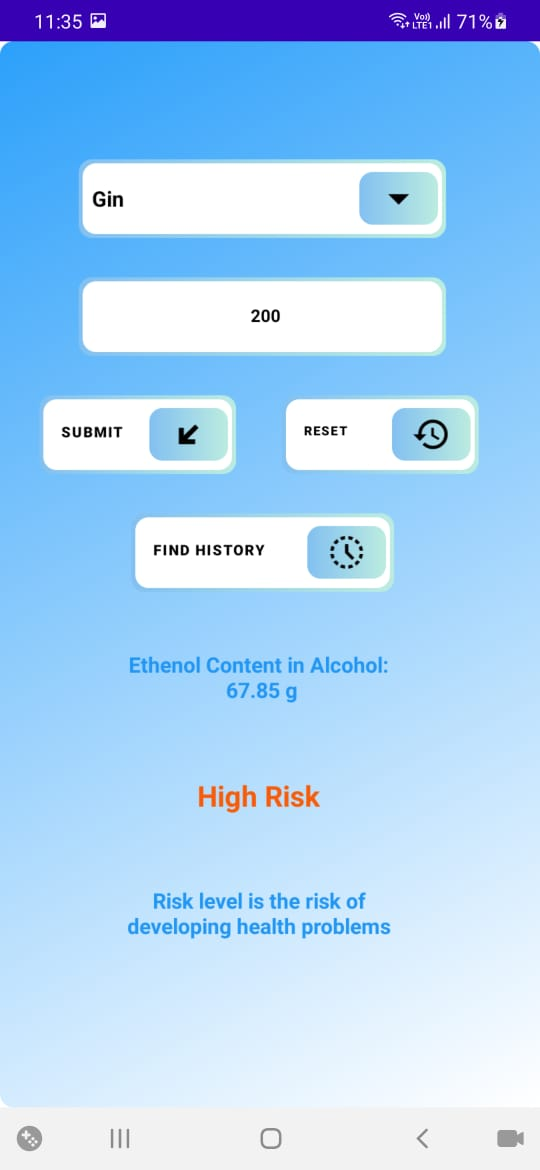 11:35 Vo)) LTE1 71%
Gin
200
SUBMIT RESET
FIND HISTORY
Ethenol Content in Alcohol:
67.85 g
High Risk
Risk level is the risk of
developing health problems